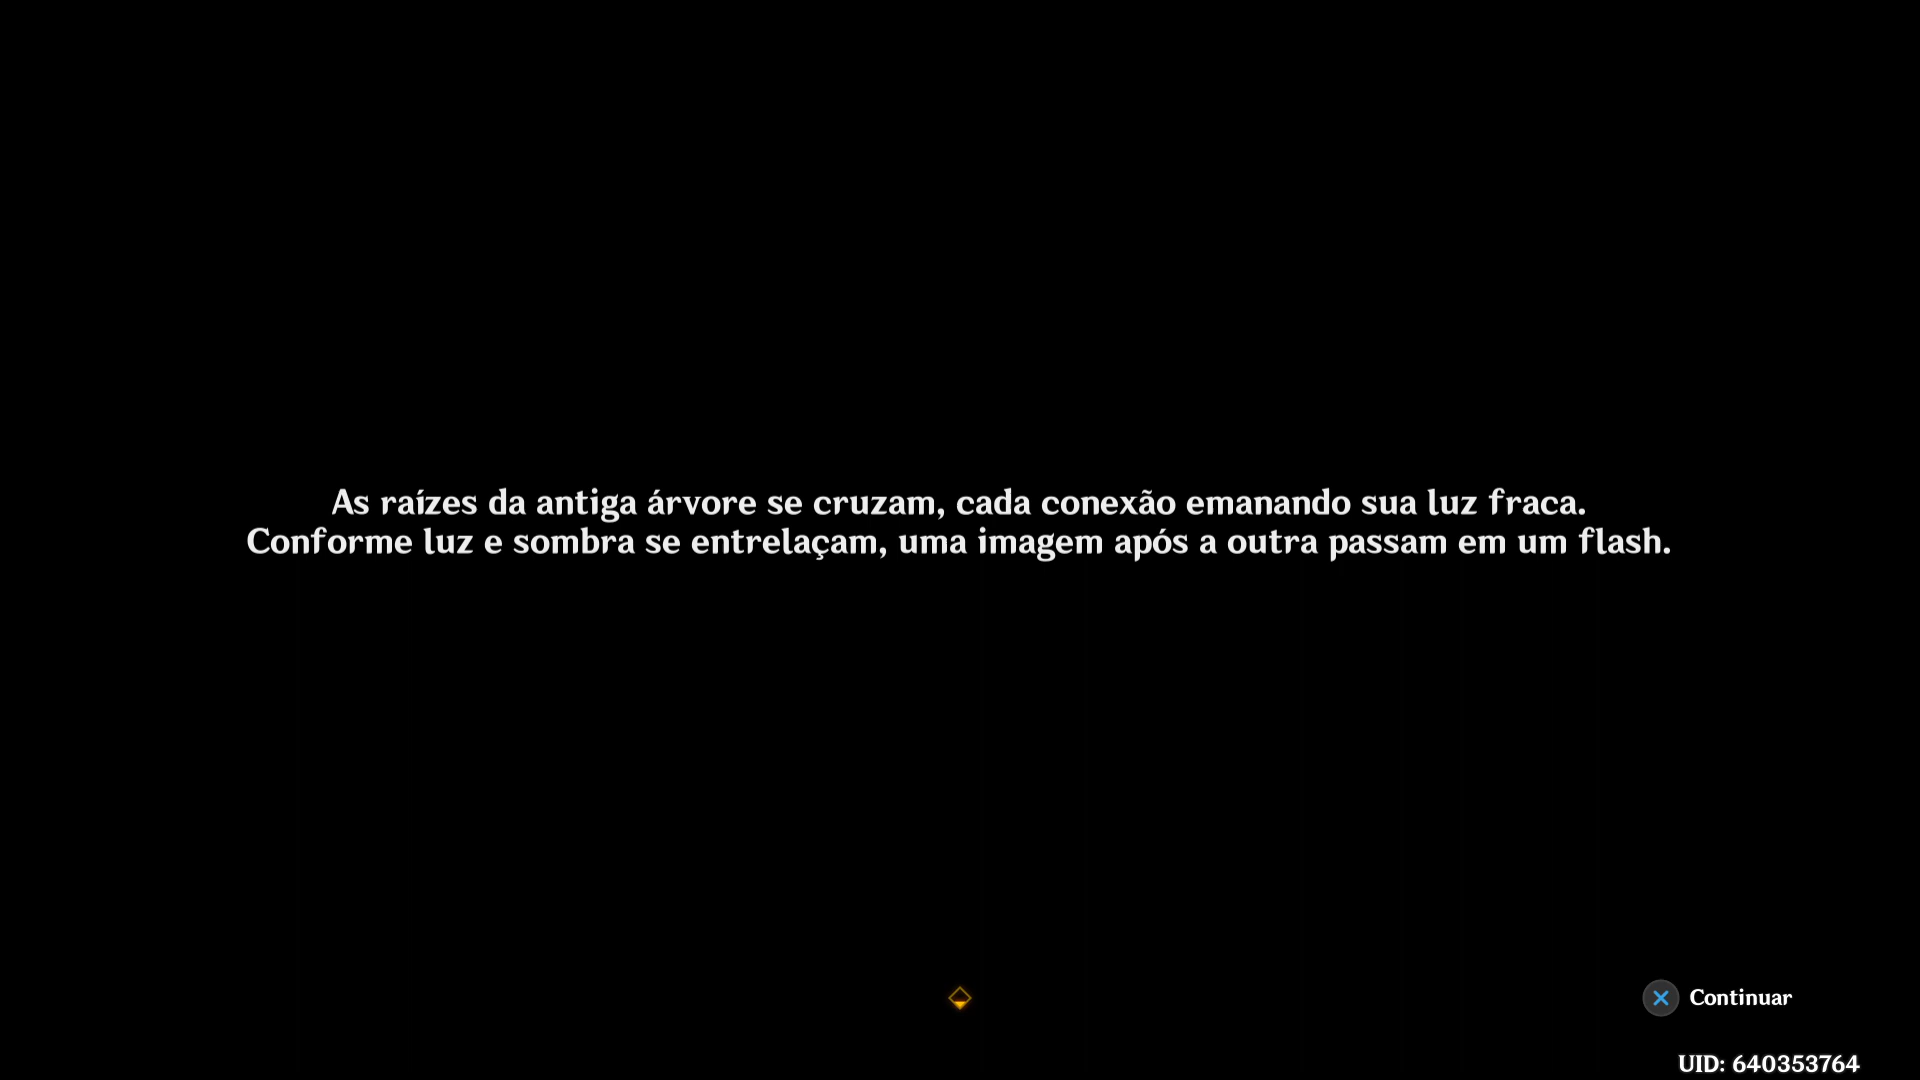 As raízes da antiga árvore se cruzam, cada conexão emanando sua luz fraca.
Conforme luz e sombra se entrelaçam, uma imagem após a outra passam em um flash.
Continuar
UID: 640353764